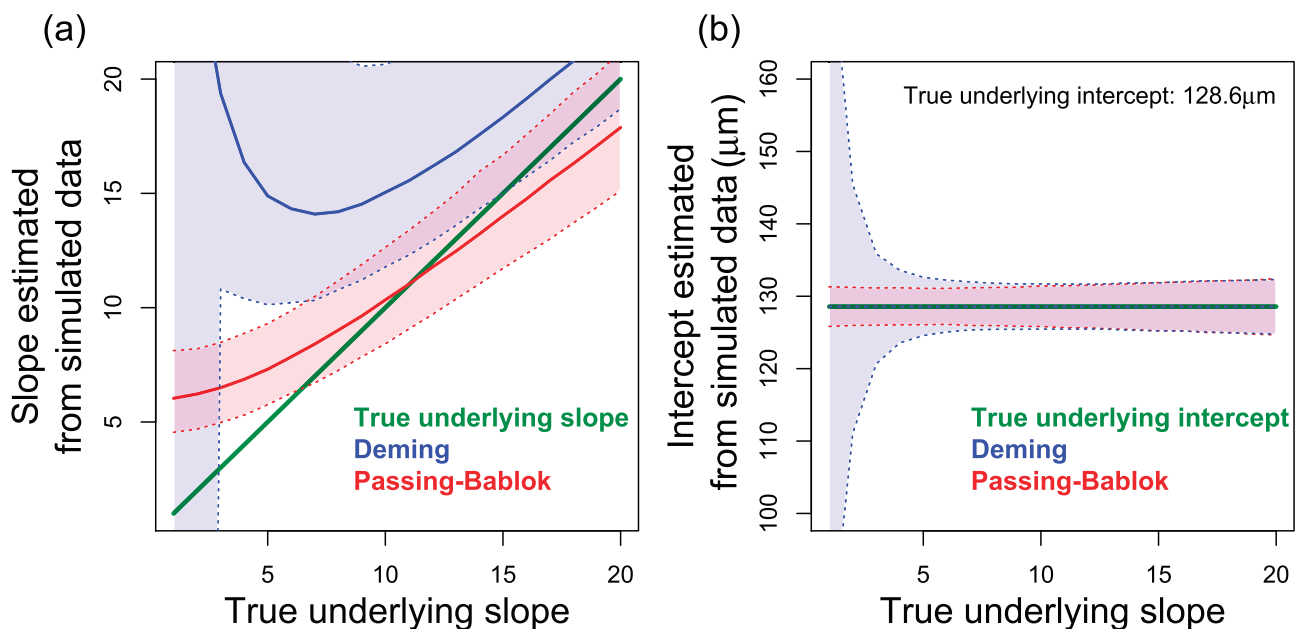 (a)
Slope estimated
from simulated data
20
15
10
5
True underlying slope
Deming
Passing-Bablok
5
10
15
20
True underlying slope
(b)
Intercept estimated
from simulated data (μm)
160
150
140
130
120
110
100
True underlying intercept: 128.6μm
True underlying intercept
Deming
Passing-Bablok
5
10
15
20
True underlying slope